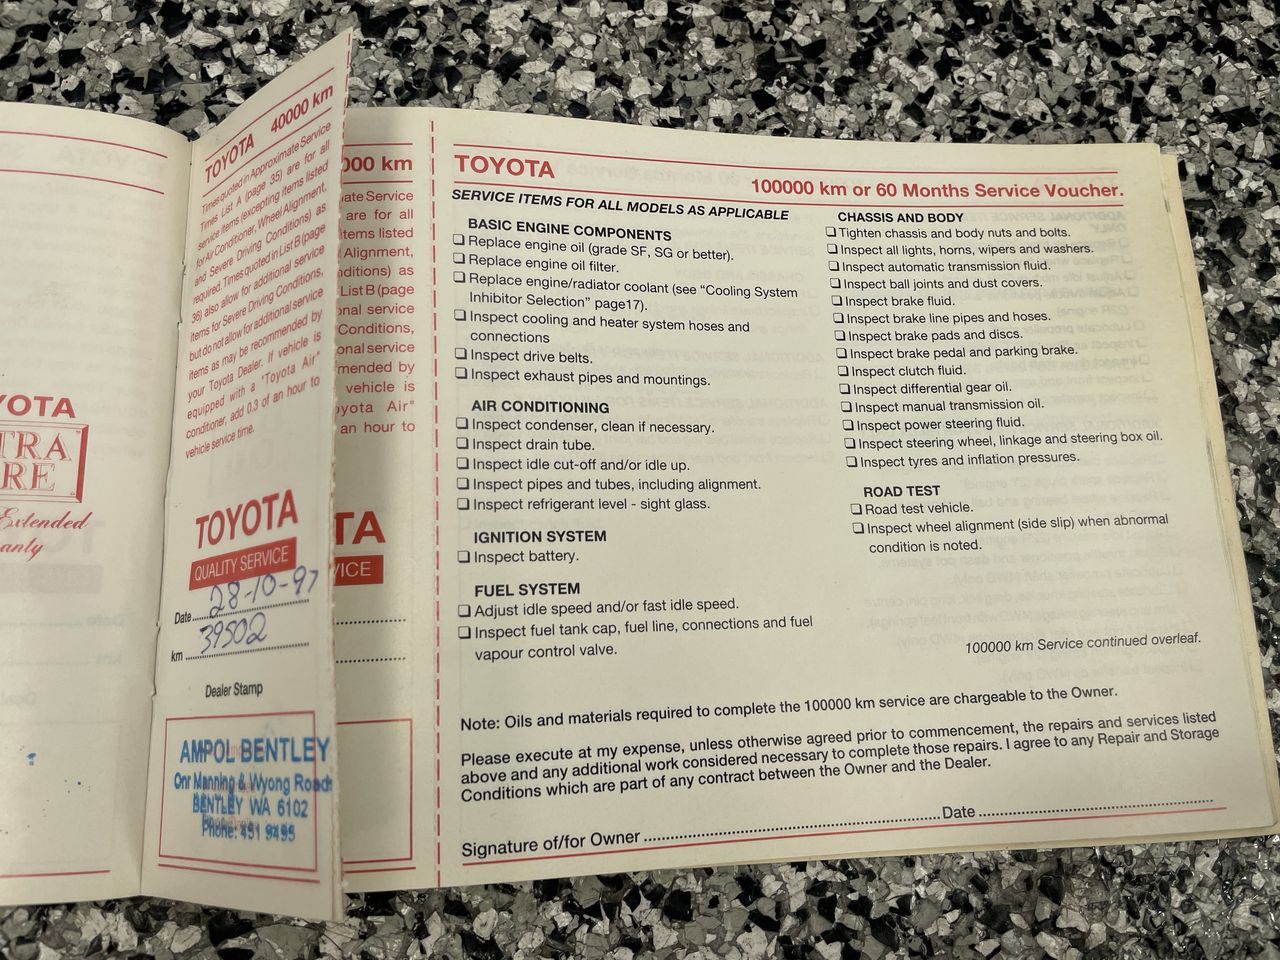 YOTA
TRA
RE
Extended
anty
TOYOTA 40000 km
Times quoted in Approximate Service
Times List A (page 35) are for all
service items (excepting items listed
for Air Conditioner, Wheel Alignment,
and Severe Driving Conditions) as
required. Times quoted in List B (page
36) also allow for additional service
items for Severe Driving Conditions,
but do not allow for additional service
items as may be recommended by
your Toyota Dealer. If vehicle is
equipped with a "Toyota Air"
conditioner, add 0.3 of an hour to
vehicle service time.
TOYOTA
QUALITY SERVICE
Date 28-10-97
km 39502
Dealer Stamp
AMPOL BENTLEY
Cnr Manning & Wyong Roads
BENTLEY WA 6102
Phone: 451 9495
000 km
ate Service
are for all
items listed
Alignment,
nditions) as
List B (page
onal service
Conditions,
onal service
mended by
vehicle is
oyota Air"
an hour to
TA
VICE
TOYOTA
100000 km or 60 Months Service Voucher.
SERVICE ITEMS FOR ALL MODELS AS APPLICABLE
BASIC ENGINE COMPONENTS
❑ Replace engine oil (grade SF, SG or better).
❑ Replace engine oil filter.
❑ Replace engine/radiator coolant (see “Cooling System
Inhibitor Selection” page17).
❑ Inspect cooling and heater system hoses and
connections
❑ Inspect drive belts.
❑ Inspect exhaust pipes and mountings.
AIR CONDITIONING
❑ Inspect condenser, clean if necessary.
❑ Inspect drain tube.
❑ Inspect idle cut-off and/or idle up.
❑ Inspect pipes and tubes, including alignment.
❑ Inspect refrigerant level - sight glass.
IGNITION SYSTEM
❑ Inspect battery.
FUEL SYSTEM
❑ Adjust idle speed and/or fast idle speed.
❑ Inspect fuel tank cap, fuel line, connections and fuel
vapour control valve.
CHASSIS AND BODY
❑ Tighten chassis and body nuts and bolts.
❑ Inspect all lights, horns, wipers and washers.
❑ Inspect automatic transmission fluid.
❑ Inspect ball joints and dust covers.
❑ Inspect brake fluid.
❑ Inspect brake line pipes and hoses.
❑ Inspect brake pads and discs.
❑ Inspect brake pedal and parking brake.
❑ Inspect clutch fluid.
❑ Inspect differential gear oil.
❑ Inspect manual transmission oil.
❑ Inspect power steering fluid.
❑ Inspect steering wheel, linkage and steering box oil.
❑ Inspect tyres and inflation pressures.
ROAD TEST
❑ Road test vehicle.
❑ Inspect wheel alignment (side slip) when abnormal
condition is noted.
100000 km Service continued overleaf.
Note: Oils and materials required to complete the 100000 km service are chargeable to the Owner.
Please execute at my expense, unless otherwise agreed prior to commencement, the repairs and services listed
above and any additional work considered necessary to complete those repairs. I agree to any Repair and Storage
Conditions which are part of any contract between the Owner and the Dealer.
Signature of/for Owner Date